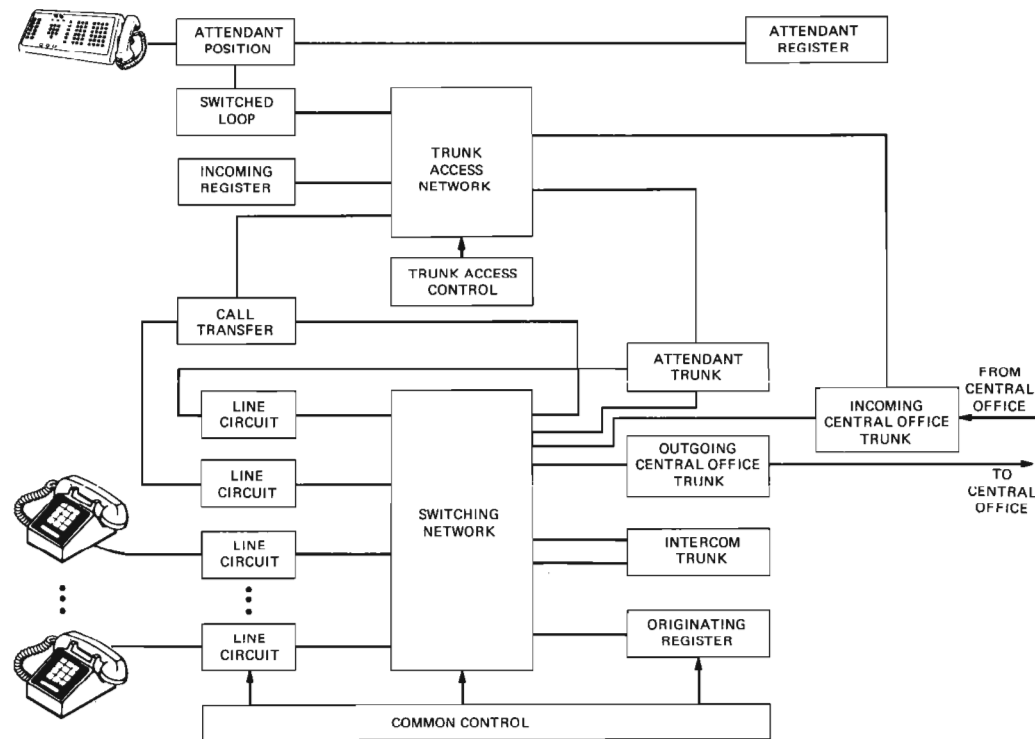 ATTENDANT
POSITION
ATTENDANT
REGISTER
SWITCHED
LOOP
TRUNK
ACCESS
NETWORK
INCOMING
REGISTER
TRUNK ACCESS
CONTROL
CALL
TRANSFER
ATTENDANT
TRUNK
FROM
CENTRAL
OFFICE
INCOMING
CENTRAL OFFICE
TRUNK
LINE
CIRCUIT
OUTGOING
CENTRAL OFFICE
TRUNK
TO
CENTRAL
OFFICE
LINE
CIRCUIT
SWITCHING
NETWORK
INTERCOM
TRUNK
LINE
CIRCUIT
ORIGINATING
REGISTER
LINE
CIRCUIT
COMMON CONTROL